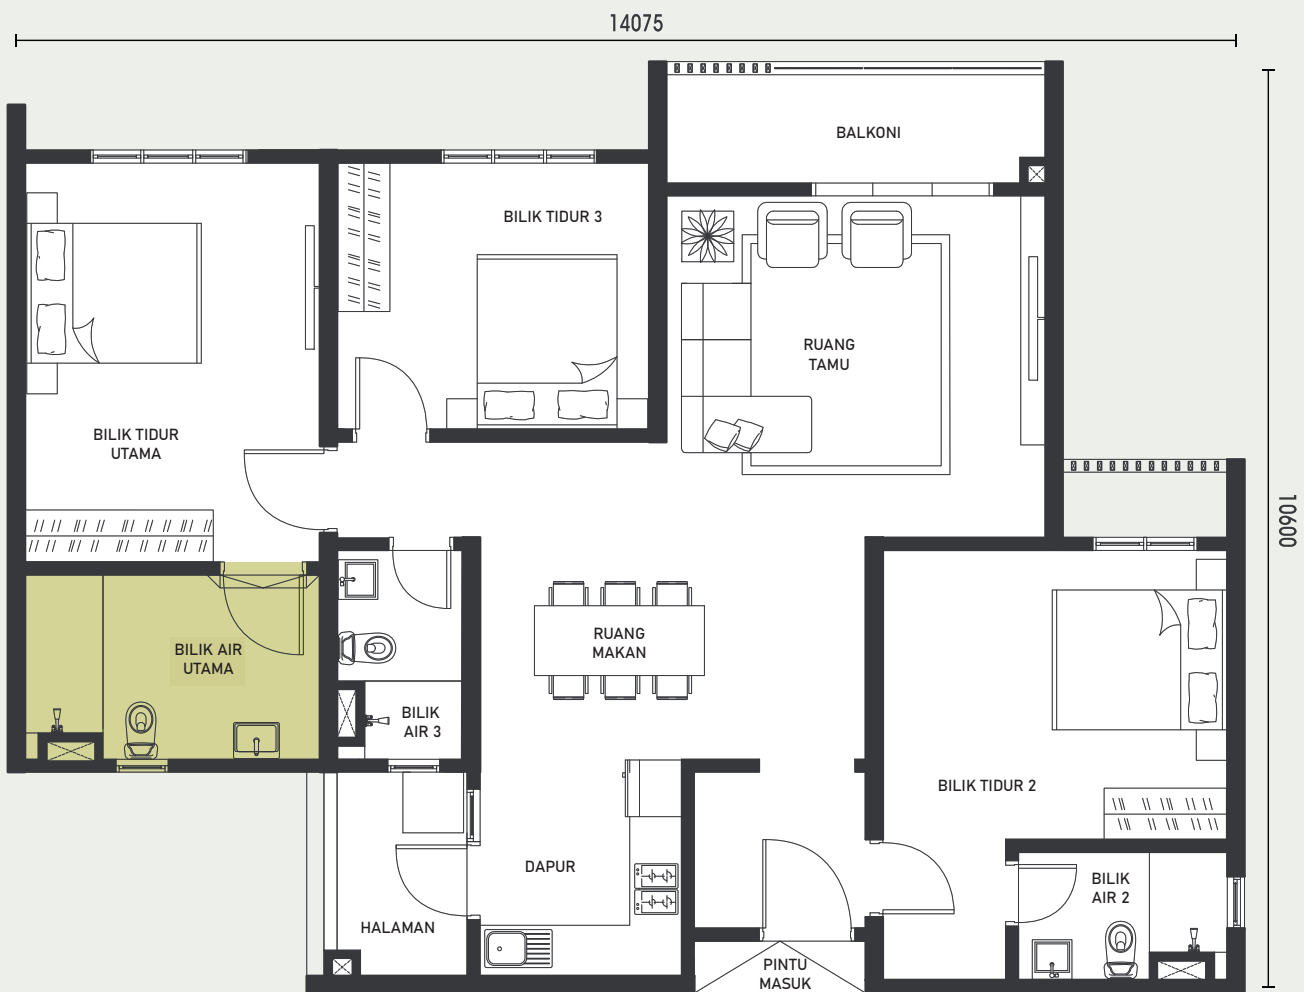 14075
BALKONI
BILIK TIDUR 3
RUANG
TAMU
BILIK TIDUR
UTAMA
10600
RUANG
MAKAN
BILIK AIR
UTAMA
BILIK
AIR 3
BILIK TIDUR 2
DAPUR
BILIK
AIR 2
HALAMAN
PINTU
MASUK